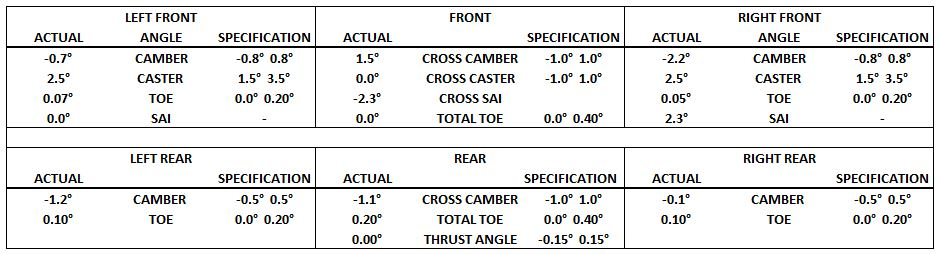 LEFT FRONT FRONT RIGHT FRONT
ACTUAL ANGLE SPECIFICATION ACTUAL SPECIFICATION ACTUAL ANGLE SPECIFICATION
-0.7° CAMBER -0.8° 0.8° 1.5° CROSS CAMBER -1.0° 1.0° -2.2° CAMBER -0.8° 0.8°
2.5° CASTER 1.5° 3.5° 0.0° CROSS CASTER -1.0° 1.0° 2.5° CASTER 1.5° 3.5°
0.07° TOE 0.0° 0.20° -2.3° CROSS SAI 0.05° TOE 0.0° 0.20°
0.0° SAI - 0.0° TOTAL TOE 0.0° 0.40° 2.3° SAI -
LEFT REAR REAR RIGHT REAR
ACTUAL SPECIFICATION ACTUAL SPECIFICATION ACTUAL SPECIFICATION
-1.2° CAMBER -0.5° 0.5° -1.1° CROSS CAMBER -1.0° 1.0° -0.1° CAMBER -0.5° 0.5°
0.10° TOE 0.0° 0.20° 0.20° TOTAL TOE 0.0° 0.40° 0.10° TOE 0.0° 0.20°
0.00° THRUST ANGLE -0.15° 0.15°